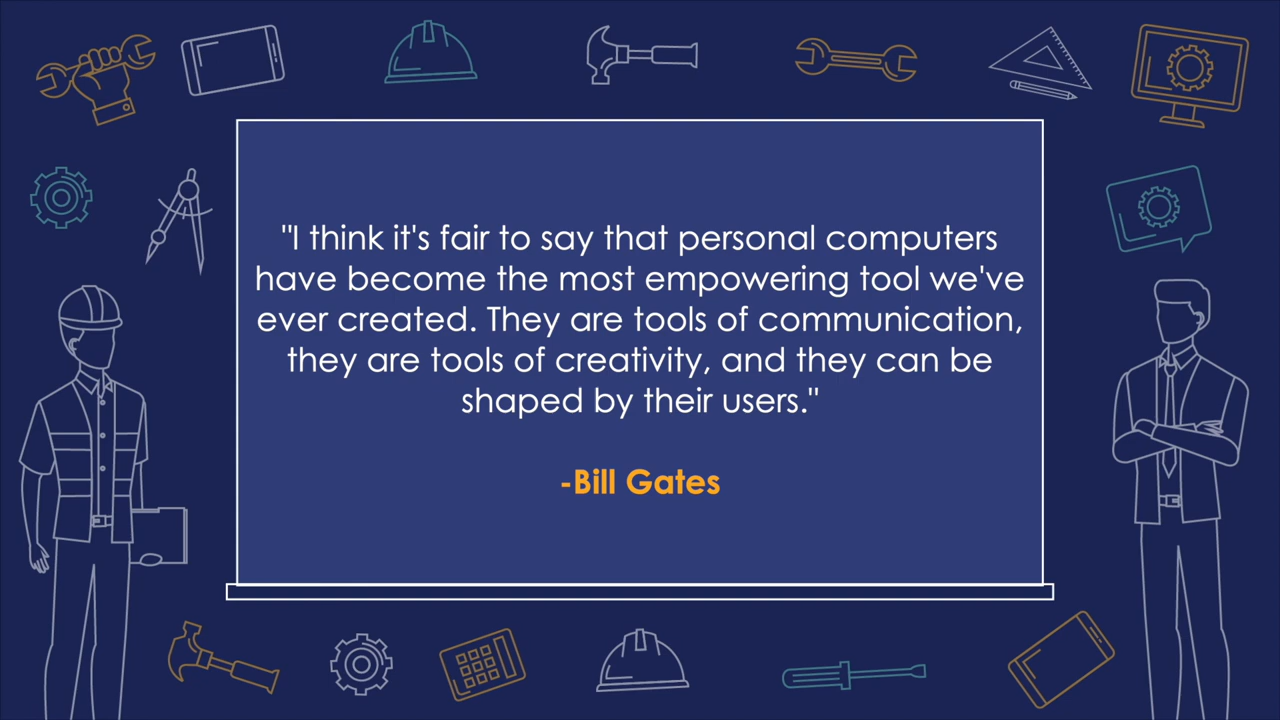 "I think it's fair to say that personal computers
have become the most empowering tool we've
ever created. They are tools of communication,
they are tools of creativity, and they can be
shaped by their users."
-Bill Gates